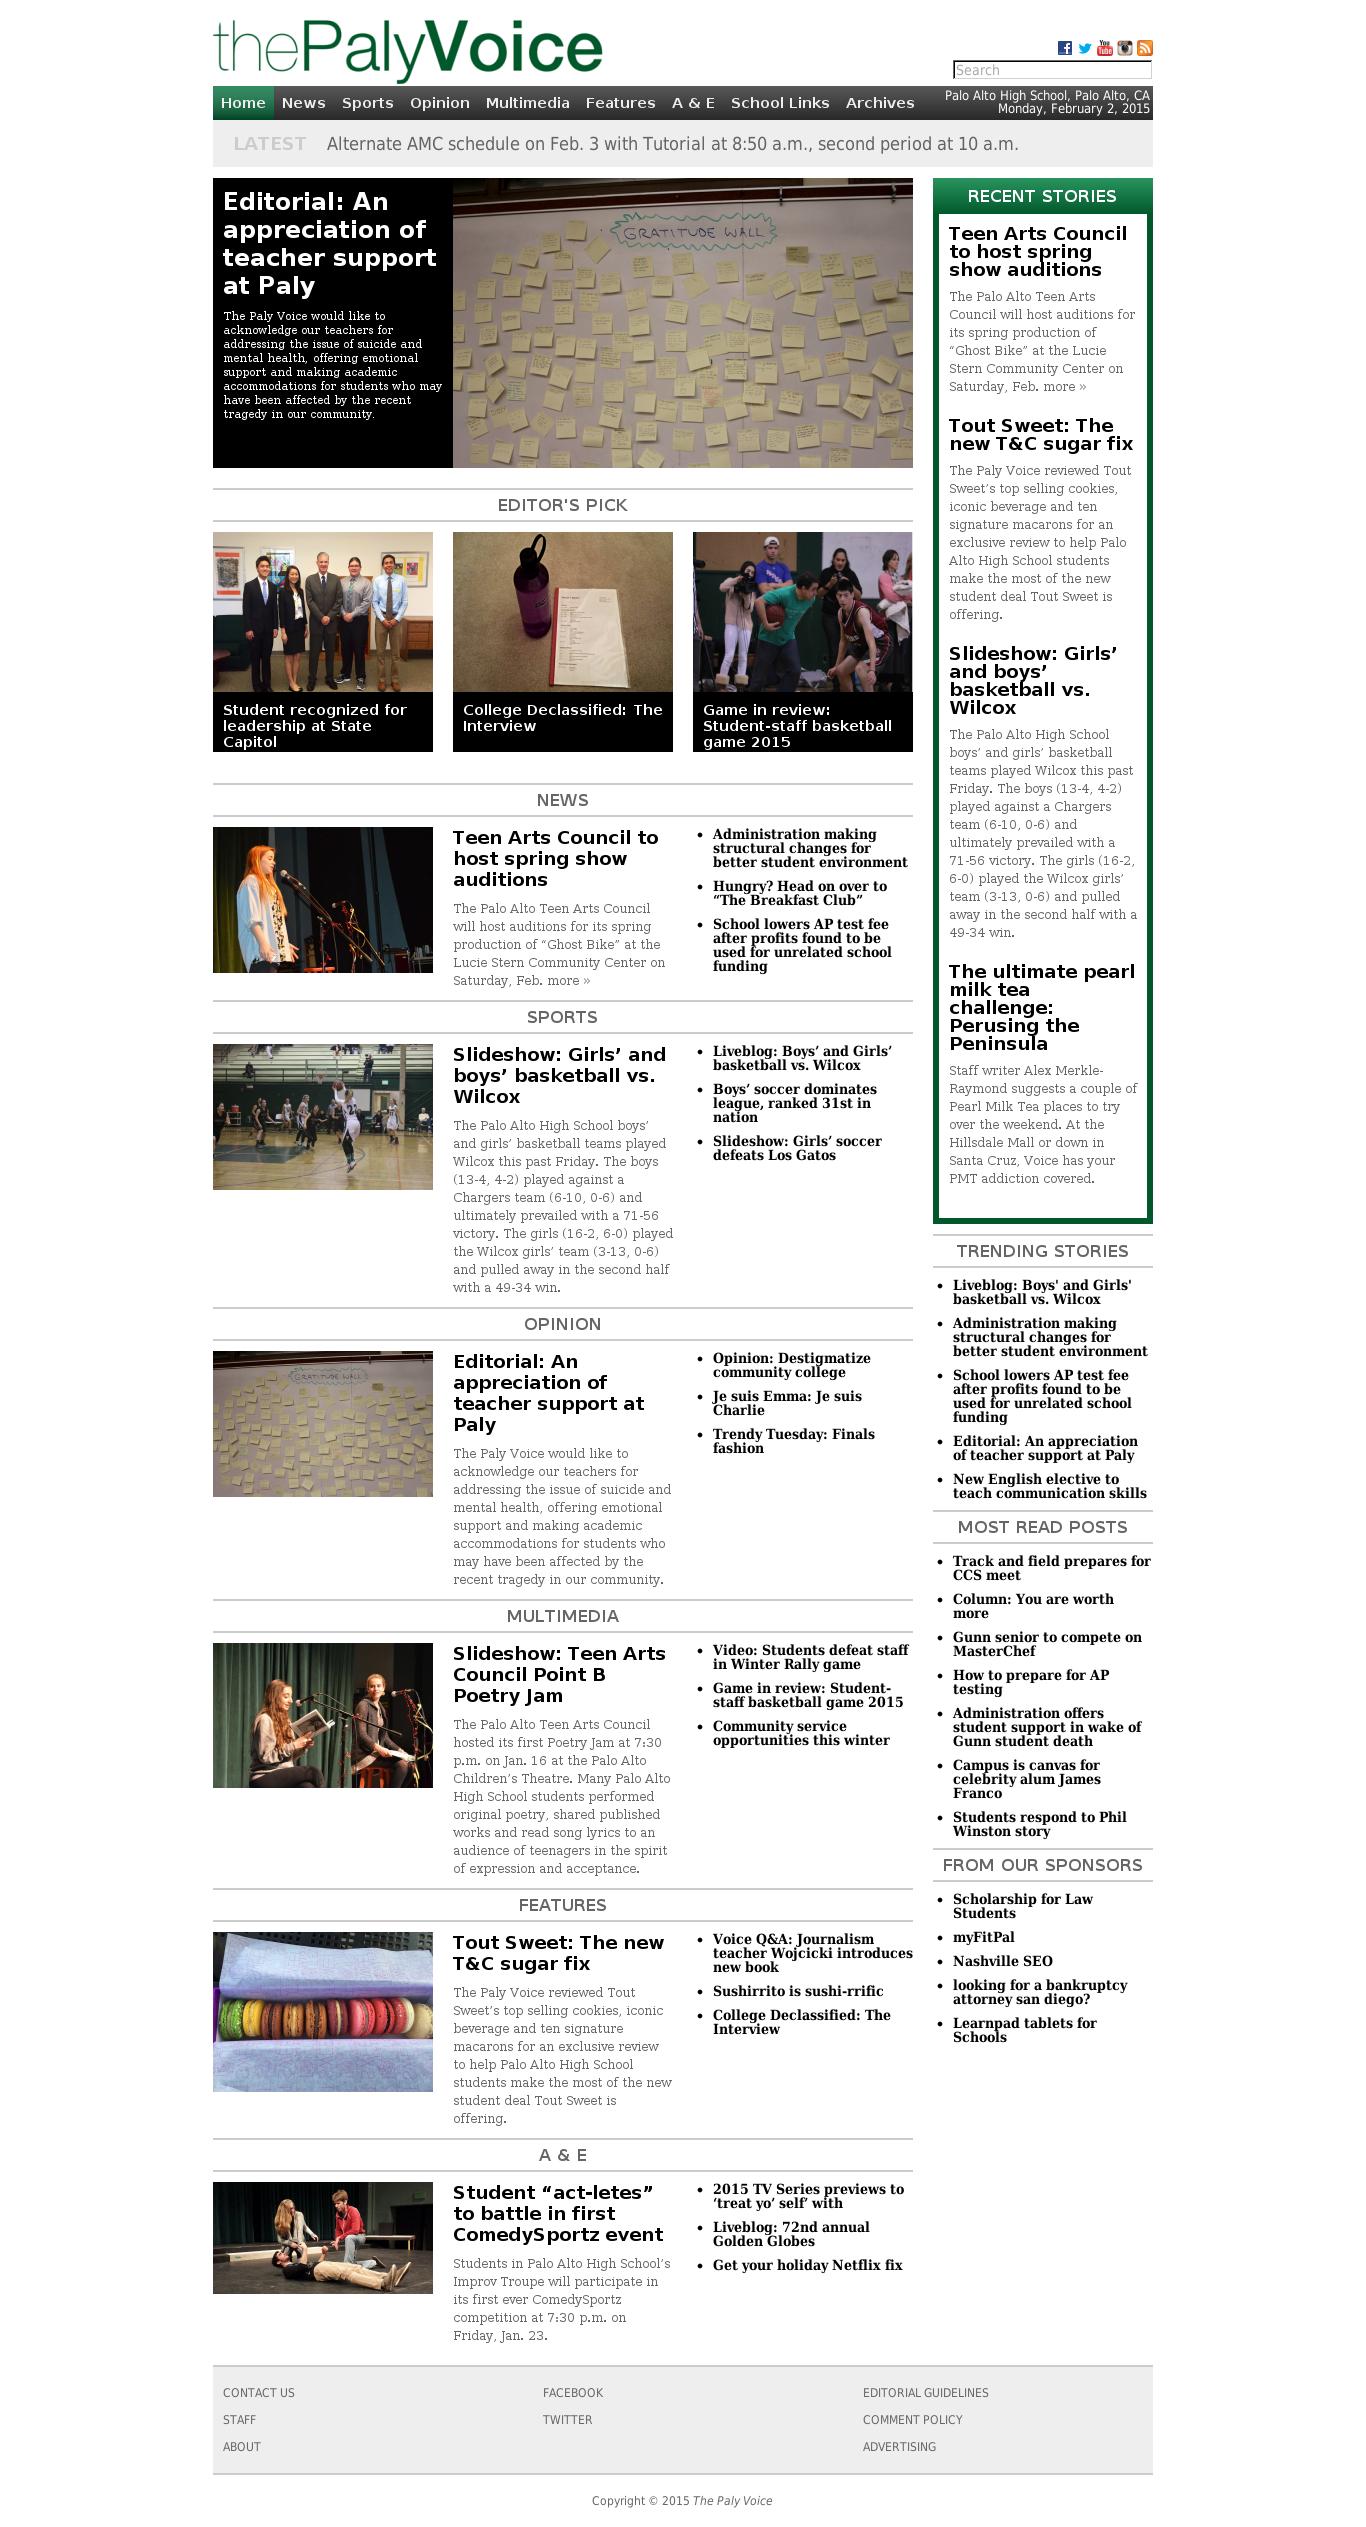 thePalyVoice
Search
Home News Sports Opinion Multimedia Features A & E School Links Archives
Palo Alto High School, Palo Alto, CA
Monday, February 2, 2015
LATEST Alternate AMC schedule on Feb. 3 with Tutorial at 8:50 a.m., second period at 10 a.m.
Editorial: An
appreciation of
teacher support
at Paly
The Paly Voice would like to
acknowledge our teachers for
addressing the issue of suicide and
mental health, offering emotional
support and making academic
accommodations for students who may
have been affected by the recent
tragedy in our community.
GRATITUDE WALL
EDITOR'S PICK
Student recognized for
leadership at State
Capitol
College Declassified: The
Interview
Game in review:
Student-staff basketball
game 2015
NEWS
Teen Arts Council to
host spring show
auditions
The Palo Alto Teen Arts Council
will host auditions for its spring
production of “Ghost Bike” at the
Lucie Stern Community Center on
Saturday, Feb. more »
• Administration making
structural changes for
better student environment
• Hungry? Head on over to
“The Breakfast Club”
• School lowers AP test fee
after profits found to be
used for unrelated school
funding
SPORTS
Slideshow: Girls’ and
boys’ basketball vs.
Wilcox
The Palo Alto High School boys’
and girls’ basketball teams played
Wilcox this past Friday. The boys
(13-4, 4-2) played against a
Chargers team (6-10, 0-6) and
ultimately prevailed with a 71-56
victory. The girls (16-2, 6-0) played
the Wilcox girls’ team (3-13, 0-6)
and pulled away in the second half
with a 49-34 win.
• Liveblog: Boys’ and Girls’
basketball vs. Wilcox
• Boys’ soccer dominates
league, ranked 31st in
nation
• Slideshow: Girls’ soccer
defeats Los Gatos
OPINION
GRATITUDE WALL
Editorial: An
appreciation of
teacher support at
Paly
The Paly Voice would like to
acknowledge our teachers for
addressing the issue of suicide and
mental health, offering emotional
support and making academic
accommodations for students who
may have been affected by the
recent tragedy in our community.
• Opinion: Destigmatize
community college
• Je suis Emma: Je suis
Charlie
• Trendy Tuesday: Finals
fashion
MULTIMEDIA
Slideshow: Teen Arts
Council Point B
Poetry Jam
The Palo Alto Teen Arts Council
hosted its first Poetry Jam at 7:30
p.m. on Jan. 16 at the Palo Alto
Children’s Theatre. Many Palo Alto
High School students performed
original poetry, shared published
works and read song lyrics to an
audience of teenagers in the spirit
of expression and acceptance.
• Video: Students defeat staff
in Winter Rally game
• Game in review: Student-
staff basketball game 2015
• Community service
opportunities this winter
FEATURES
Tout Sweet: The new
T&C sugar fix
The Paly Voice reviewed Tout
Sweet’s top selling cookies, iconic
beverage and ten signature
macarons for an exclusive review
to help Palo Alto High School
students make the most of the new
student deal Tout Sweet is
offering.
• Voice Q&A: Journalism
teacher Wojcicki introduces
new book
• Sushirrito is sushi-rrific
• College Declassified: The
Interview
A & E
Student “act-letes”
to battle in first
ComedySportz event
Students in Palo Alto High School’s
Improv Troupe will participate in
its first ever ComedySportz
competition at 7:30 p.m. on
Friday, Jan. 23.
• 2015 TV Series previews to
‘treat yo’ self’ with
• Liveblog: 72nd annual
Golden Globes
• Get your holiday Netflix fix
RECENT STORIES
Teen Arts Council
to host spring
show auditions
The Palo Alto Teen Arts
Council will host auditions for
its spring production of
“Ghost Bike” at the Lucie
Stern Community Center on
Saturday, Feb. more »
Tout Sweet: The
new T&C sugar fix
The Paly Voice reviewed Tout
Sweet’s top selling cookies,
iconic beverage and ten
signature macarons for an
exclusive review to help Palo
Alto High School students
make the most of the new
student deal Tout Sweet is
offering.
Slideshow: Girls’
and boys’
basketball vs.
Wilcox
The Palo Alto High School
boys’ and girls’ basketball
teams played Wilcox this past
Friday. The boys (13-4, 4-2)
played against a Chargers
team (6-10, 0-6) and
ultimately prevailed with a
71-56 victory. The girls (16-2,
6-0) played the Wilcox girls’
team (3-13, 0-6) and pulled
away in the second half with a
49-34 win.
The ultimate pearl
milk tea
challenge:
Perusing the
Peninsula
Staff writer Alex Merkle-
Raymond suggests a couple of
Pearl Milk Tea places to try
over the weekend. At the
Hillsdale Mall or down in
Santa Cruz, Voice has your
PMT addiction covered.
TRENDING STORIES
• Liveblog: Boys' and Girls'
basketball vs. Wilcox
• Administration making
structural changes for
better student environment
• School lowers AP test fee
after profits found to be
used for unrelated school
funding
• Editorial: An appreciation
of teacher support at Paly
• New English elective to
teach communication skills
MOST READ POSTS
• Track and field prepares for
CCS meet
• Column: You are worth
more
• Gunn senior to compete on
MasterChef
• How to prepare for AP
testing
• Administration offers
student support in wake of
Gunn student death
• Campus is canvas for
celebrity alum James
Franco
• Students respond to Phil
Winston story
FROM OUR SPONSORS
• Scholarship for Law
Students
• myFitPal
• Nashville SEO
• looking for a bankruptcy
attorney san diego?
• Learnpad tablets for
Schools
CONTACT US FACEBOOK EDITORIAL GUIDELINES
STAFF TWITTER COMMENT POLICY
ABOUT ADVERTISING
Copyright © 2015 The Paly Voice